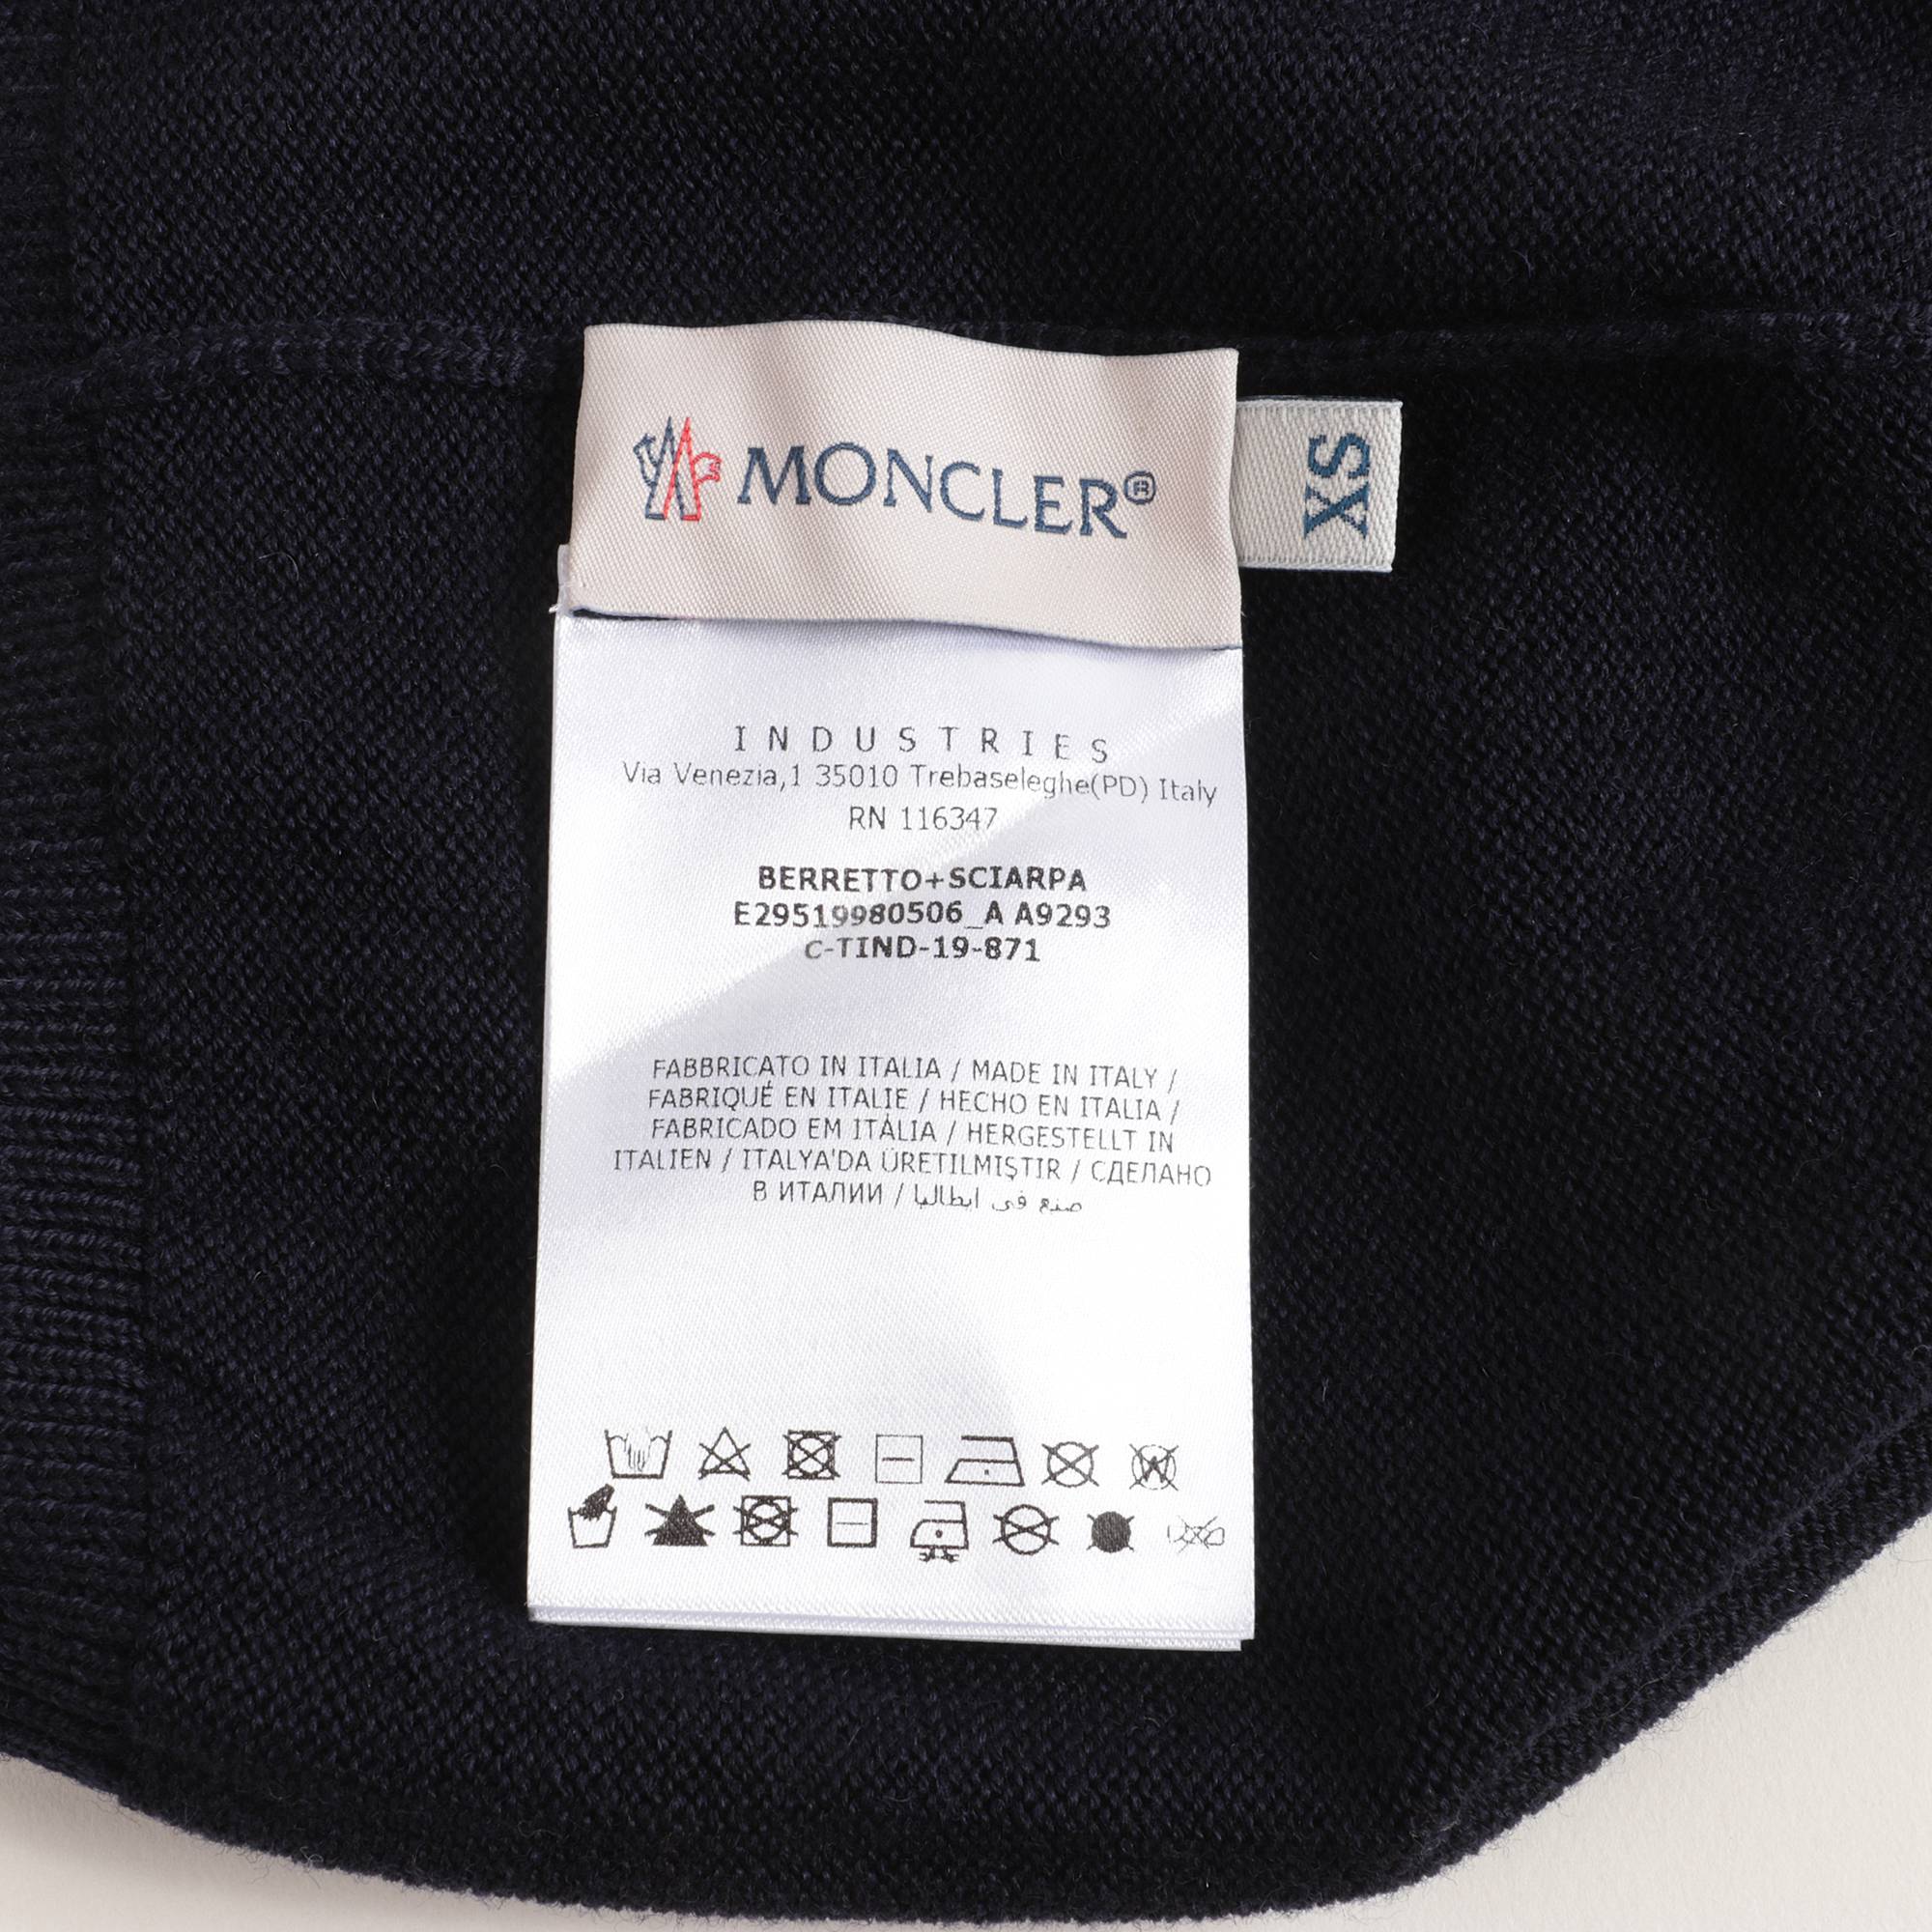 MONCLER®
XS
INDUSTRIES
Via Venezia,1 35010 Trebaseleghe(PD) Italy
RN 116347
BERRETTO+SCIARPA
E29519980506_A A9293
C-TIND-19-871
FABBRICATO IN ITALIA / MADE IN ITALY /
FABRIQUÉ EN ITALIE / HECHO EN ITALIA /
FABRICADO EM ITÁLIA / HERGESTELLT IN
ITALIEN / ITALYA'DA ÜRETILMIŞTIR / СДЕЛАНО
В ИТАЛИИ / صنع في ايطاليا
W